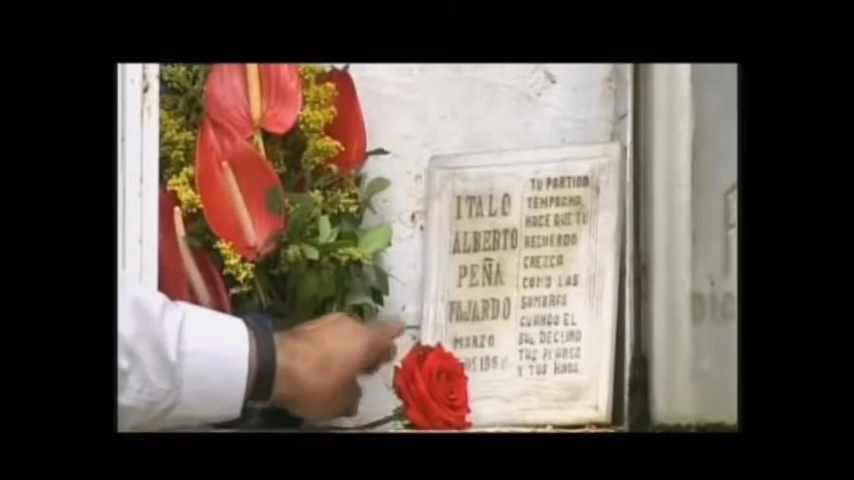 ITALO
ALBERTO
PEÑA
FAJARDO
MARZO
TU PARTIDA
TEMPRANA,
HACE QUE TU
RECUERDO
CREZCA
COMO LAS
SOMBRAS
CUANDO EL
SOL DECLINA
TUS PADRES
Y TUS HNOS.